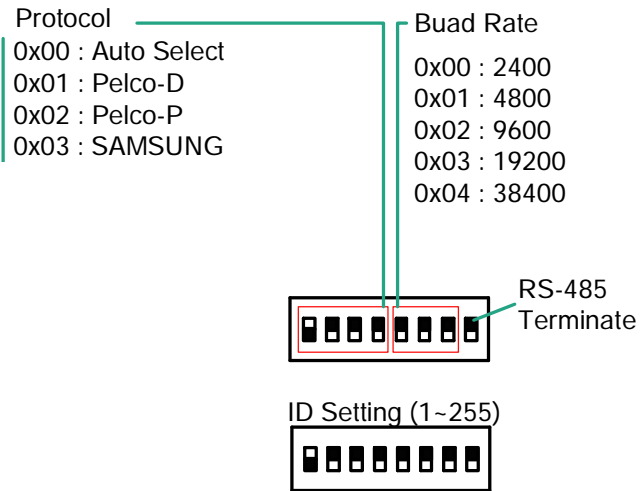 Protocol
0x00 : Auto Select
0x01 : Pelco-D
0x02 : Pelco-P
0x03 : SAMSUNG
Buad Rate
0x00 : 2400
0x01 : 4800
0x02 : 9600
0x03 : 19200
0x04 : 38400
RS-485
Terminate
ID Setting (1~255)